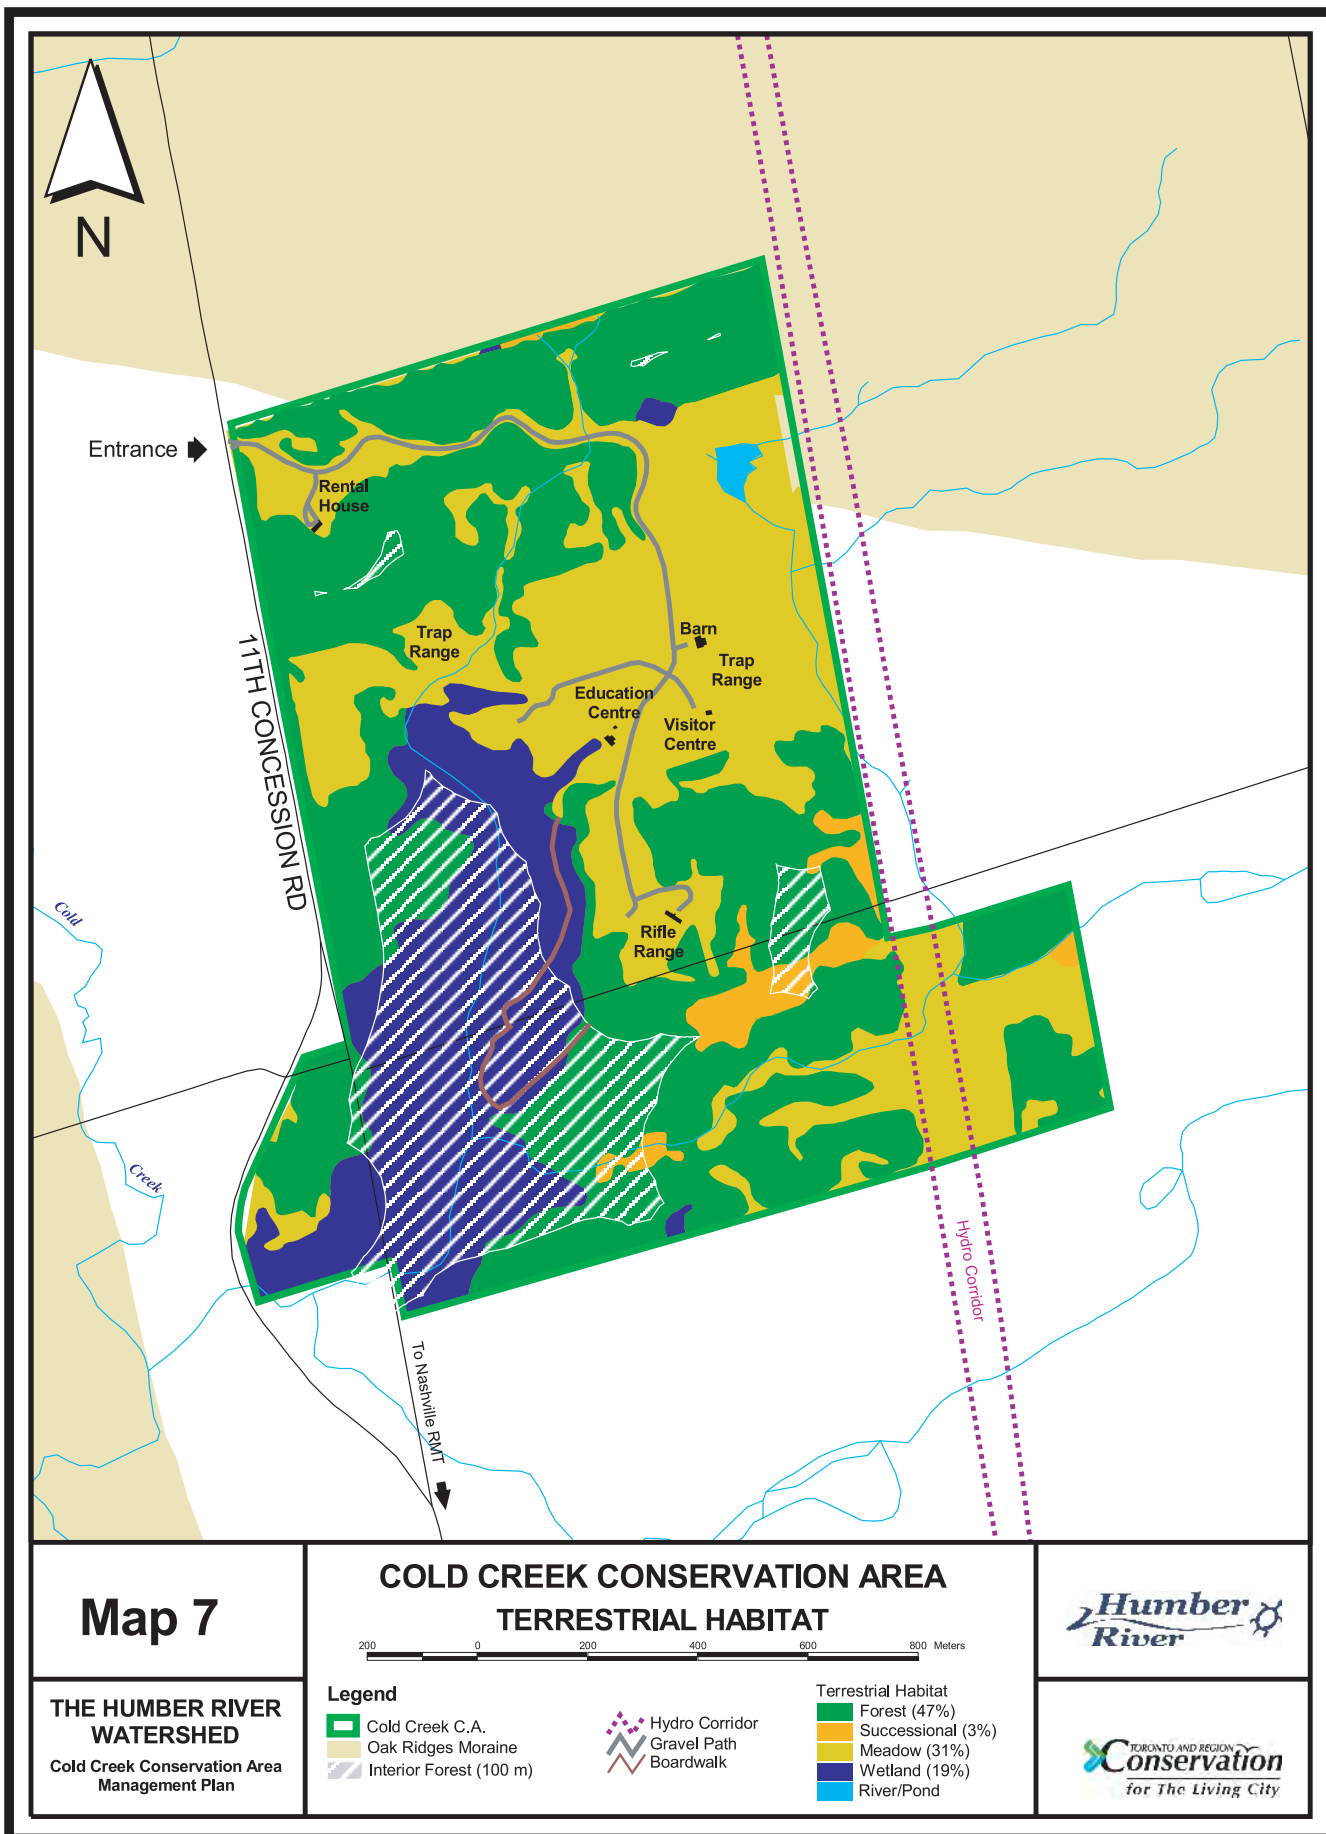 N
Entrance
Rental
House
Trap
Range
Barn
Trap
Range
Education
Centre
Visitor
Centre
Rifle
Range
11TH CONCESSION RD
Cold
Creek
Hydro Corridor
To Nashville RMT
Map 7
THE HUMBER RIVER
WATERSHED
Cold Creek Conservation Area
Management Plan
COLD CREEK CONSERVATION AREA
TERRESTRIAL HABITAT
200 0 200 400 600 800 Meters
Legend
Cold Creek C.A.
Oak Ridges Moraine
Interior Forest (100 m)
Hydro Corridor
Gravel Path
Boardwalk
Terrestrial Habitat
Forest (47%)
Successional (3%)
Meadow (31%)
Wetland (19%)
River/Pond
Humber
River
TORONTO AND REGION
Conservation
for The Living City